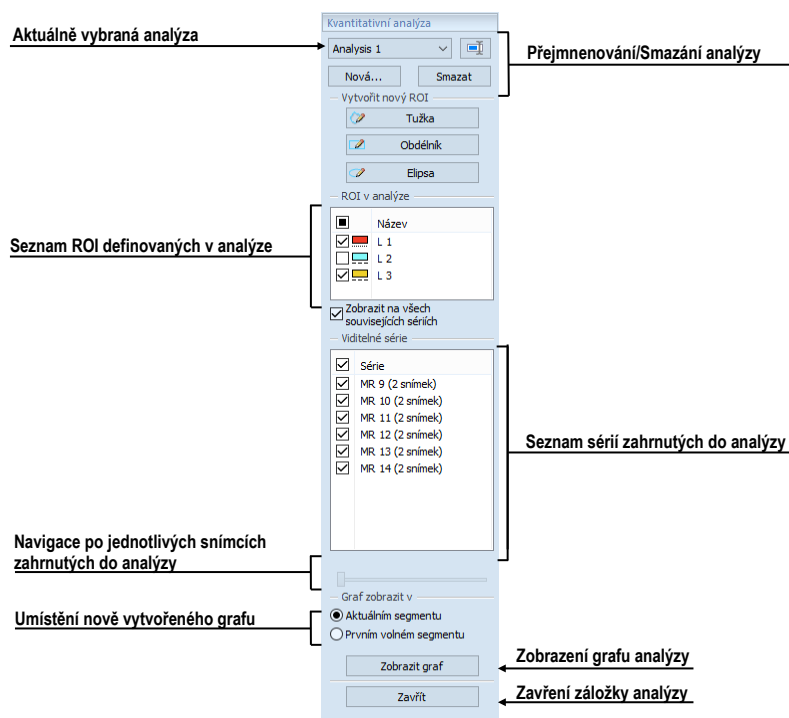 Kvantitativní analýza
Aktuálně vybraná analýza
Analysis 1
Přejmnenování/Smazání analýzy
Nová...
Smazat
Vytvořit nový ROI
Tužka
Obdélník
Elipsa
ROI v analýze
Název
Seznam ROI definovaných v analýze
L 1
L 2
L 3
Zobrazit na všech
souvisejících sériích
Viditelné série
Série
MR 9 (2 snímek)
MR 10 (2 snímek)
MR 11 (2 snímek)
MR 12 (2 snímek)
Seznam sérií zahrnutých do analýzy
MR 13 (2 snímek)
MR 14 (2 snímek)
Navigace po jednotlivých snímcích
zahrnutých do analýzy
Graf zobrazit v
Umístění nově vytvořeného grafu
Aktuálním segmentu
Prvním volném segmentu
Zobrazit graf
Zobrazení grafu analýzy
Zavřít
Zavření záložky analýzy